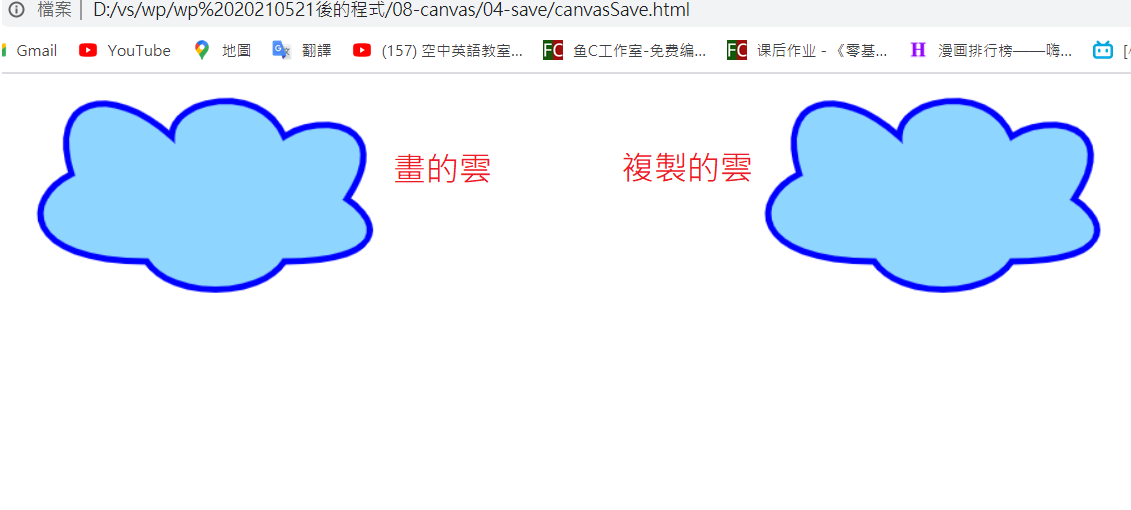 檔案 | D:/vs/wp/wp%2020210521後的程式/08-canvas/04-save/canvasSave.html
Gmail YouTube 地圖 翻譯 (157) 空中英語教室... FC 鱼C工作室-免费编... FC 课后作业 - 《零基... H 漫画排行榜——嗨... [
畫的雲 複製的雲